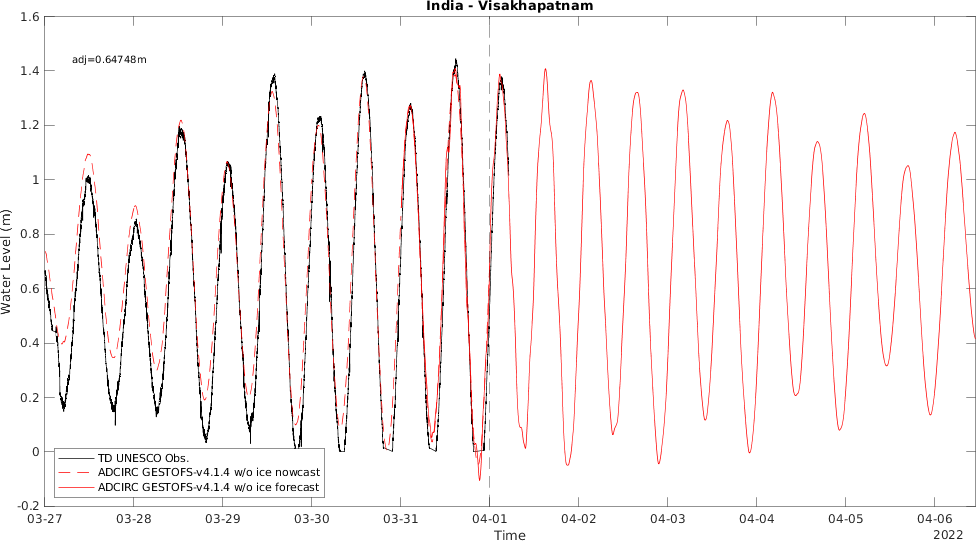 India - Visakhapatnam
1.6
1.4
1.2
1
0.8
0.6
0.4
0.2
0
-0.2
Water Level (m)
adj=0.64748m
TD UNESCO Obs.
ADCIRC GESTOFS-v4.1.4 w/o ice nowcast
ADCIRC GESTOFS-v4.1.4 w/o ice forecast
03-27 03-28 03-29 03-30 03-31 04-01 04-02 04-03 04-04 04-05 04-06
Time
2022